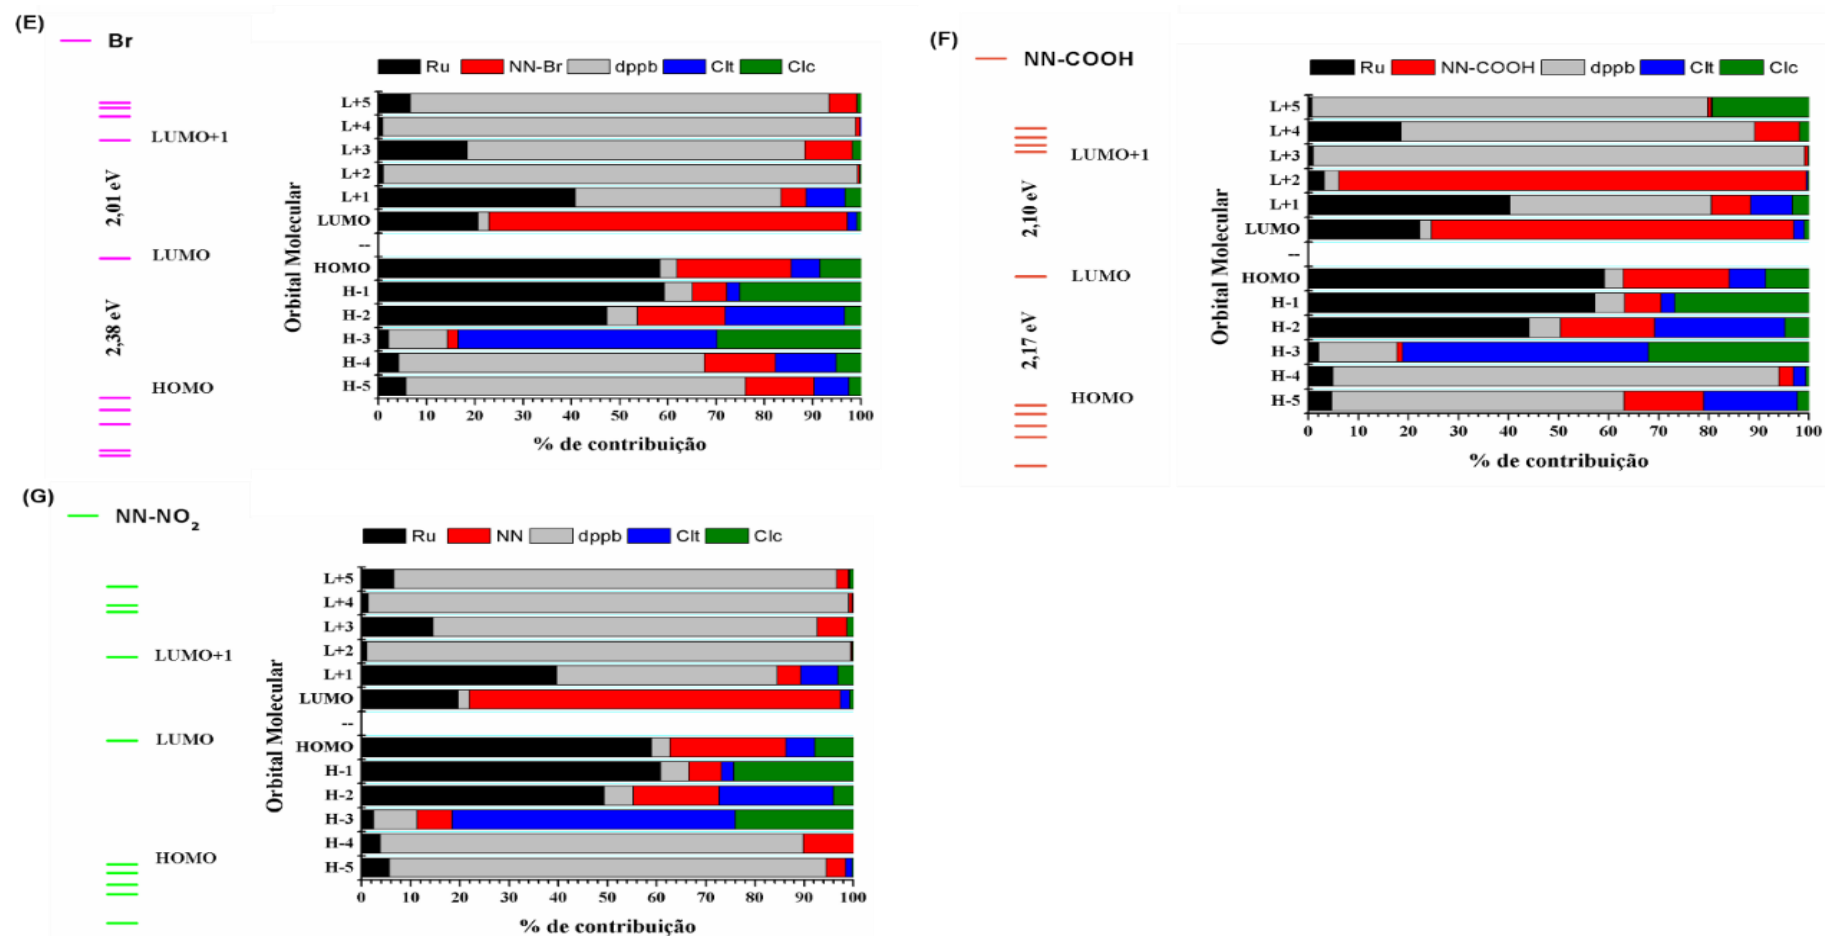 (E)
Br
LUMO+1
2,01 eV
LUMO
2,38 eV
HOMO
Ru NN-Br dppb Clt Clc
Orbital Molecular
L+5
L+4
L+3
L+2
L+1
LUMO
--
HOMO
H-1
H-2
H-3
H-4
H-5
0 10 20 30 40 50 60 70 80 90 100
% de contribuição
(F)
NN-COOH
LUMO+1
2,10 eV
LUMO
2,17 eV
HOMO
Ru NN-COOH dppb Clt Clc
Orbital Molecular
L+5
L+4
L+3
L+2
L+1
LUMO
--
HOMO
H-1
H-2
H-3
H-4
H-5
0 10 20 30 40 50 60 70 80 90 100
% de contribuição
(G)
NN-NO2
LUMO+1
LUMO
HOMO
Ru NN dppb Clt Clc
Orbital Molecular
L+5
L+4
L+3
L+2
L+1
LUMO
--
HOMO
H-1
H-2
H-3
H-4
H-5
0 10 20 30 40 50 60 70 80 90 100
% de contribuição